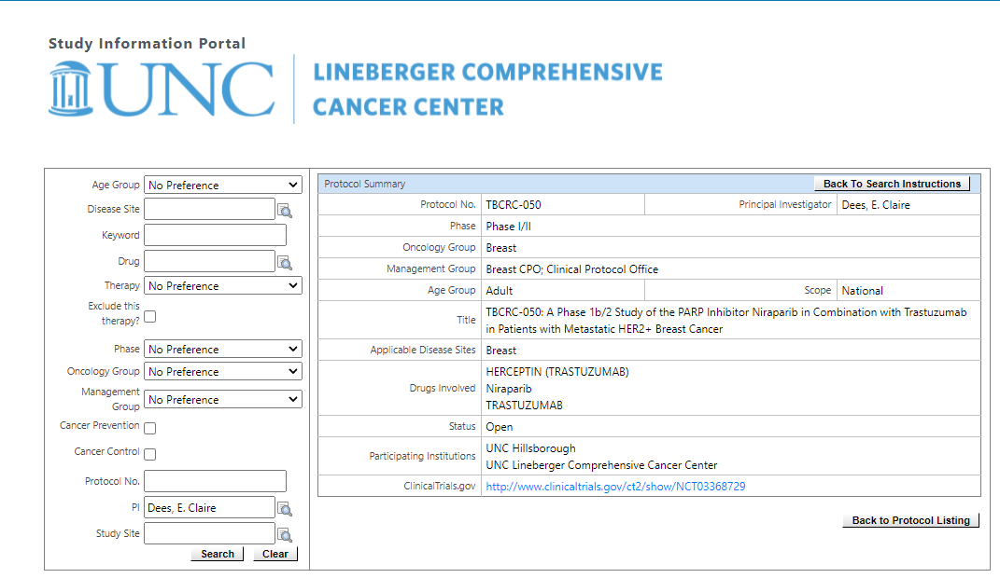 Study Information Portal
UNC
LINEBERGER COMPREHENSIVE
CANCER CENTER
Age Group No Preference
Disease Site
Keyword
Drug
Therapy No Preference
Exclude this
therapy?
Phase No Preference
Oncology Group No Preference
Management
Group No Preference
Cancer Prevention
Cancer Control
Protocol No.
PI Dees, E. Claire
Study Site
Search Clear
Protocol Summary Back To Search Instructions
Protocol No. TBCRC-050 Principal Investigator Dees, E. Claire
Phase Phase I/II
Oncology Group Breast
Management Group Breast CPO; Clinical Protocol Office
Age Group Adult Scope National
Title TBCRC-050: A Phase 1b/2 Study of the PARP Inhibitor Niraparib in Combination with Trastuzumab
in Patients with Metastatic HER2+ Breast Cancer
Applicable Disease Sites Breast
Drugs Involved HERCEPTIN (TRASTUZUMAB)
Niraparib
TRASTUZUMAB
Status Open
Participating Institutions UNC Hillsborough
UNC Lineberger Comprehensive Cancer Center
ClinicalTrials.gov http://www.clinicaltrials.gov/ct2/show/NCT03368729
Back to Protocol Listing